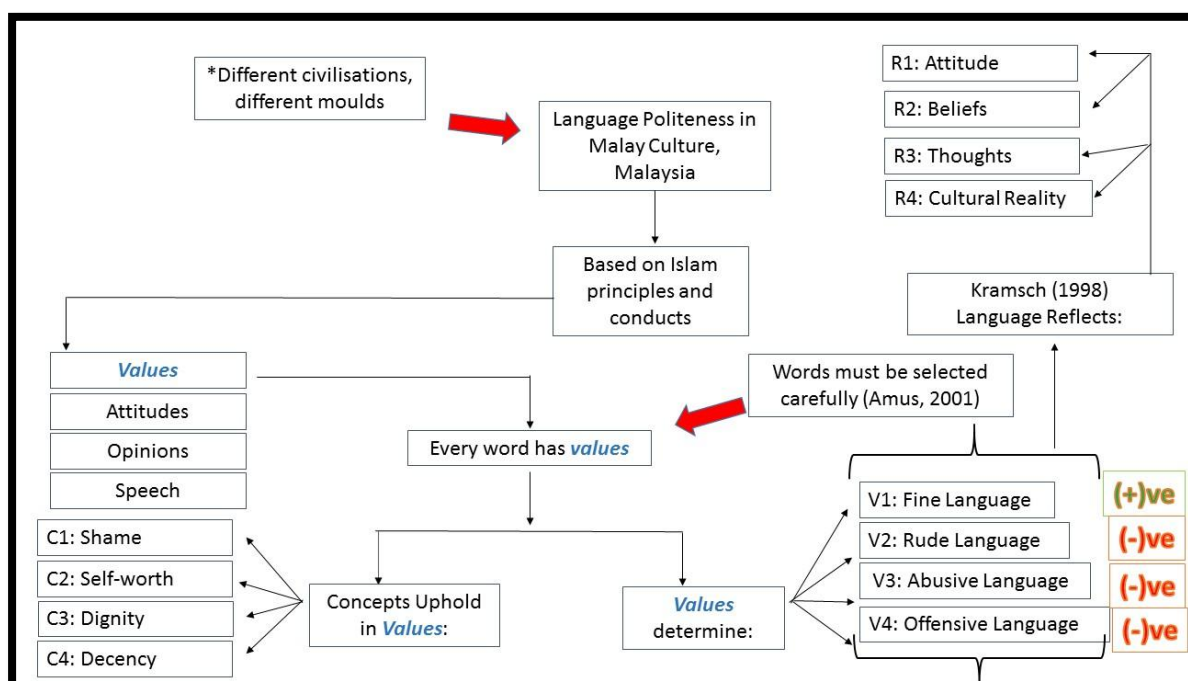 *Different civilisations,
different moulds
Language Politeness in
Malay Culture,
Malaysia
Based on Islam
principles and
conducts
R1: Attitude
R2: Beliefs
R3: Thoughts
R4: Cultural Reality
Kramsch (1998)
Language Reflects:
Values
Attitudes
Opinions
Speech
Words must be selected
carefully (Amus, 2001)
Every word has values
C1: Shame
C2: Self-worth
C3: Dignity
C4: Decency
Concepts Uphold
in Values:
Values
determine:
V1: Fine Language
(+)ve
V2: Rude Language
(-)ve
V3: Abusive Language
(-)ve
V4: Offensive Language
(-)ve